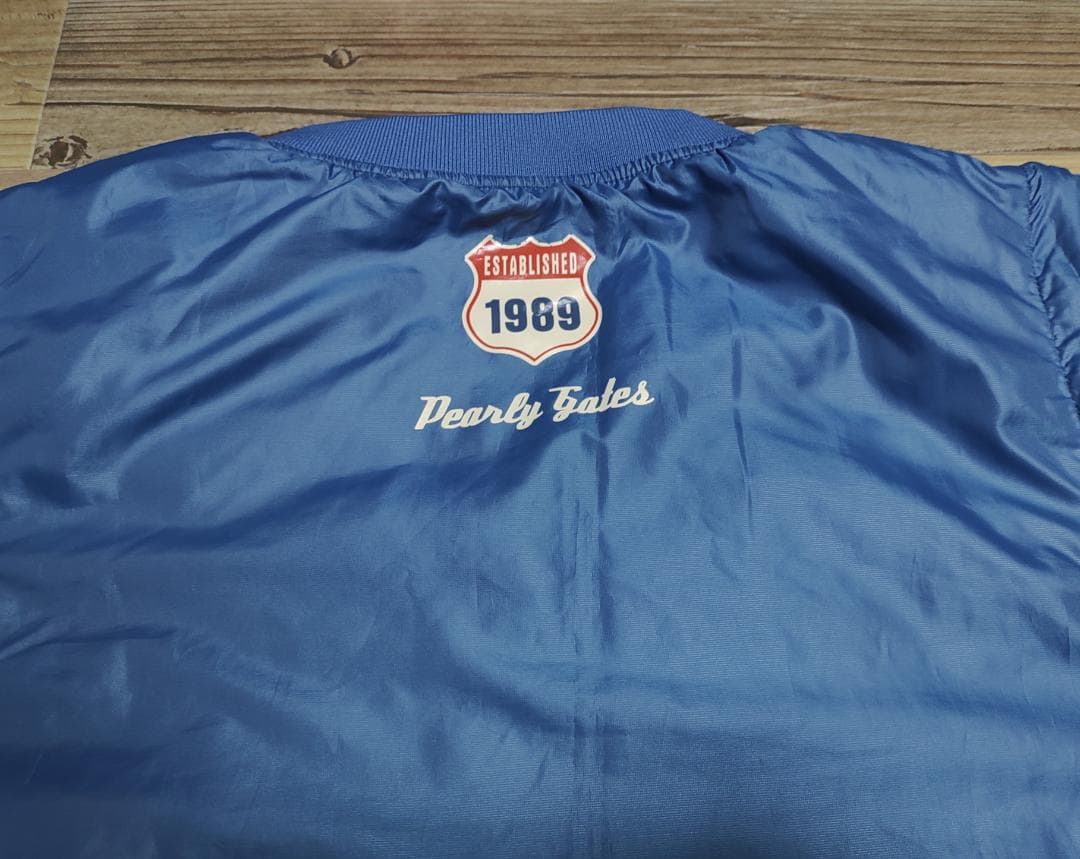 ESTABLISHED
1989
Pearly Gates